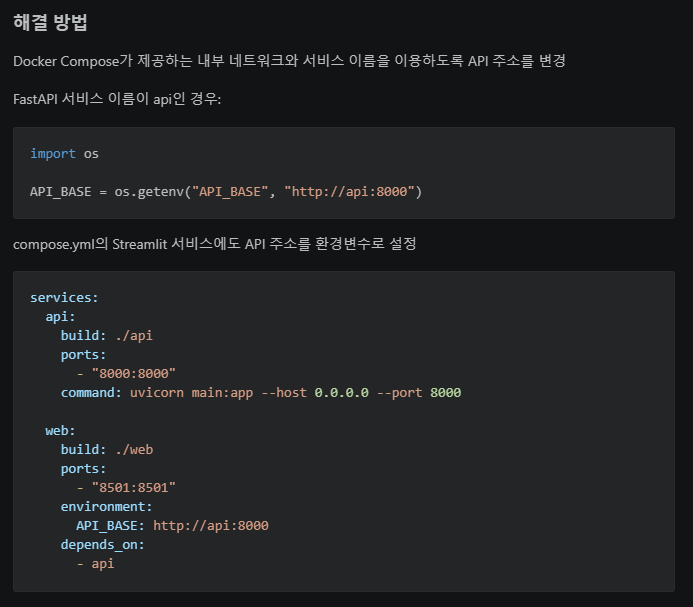 해결 방법
Docker Compose가 제공하는 내부 네트워크와 서비스 이름을 이용하도록 API 주소를 변경
FastAPI 서비스 이름이 api인 경우:
import os
API_BASE = os.getenv("API_BASE", "http://api:8000")
compose.yml의 Streamlit 서비스에도 API 주소를 환경변수로 설정
services:
  api:
    build: ./api
    ports:
      - "8000:8000"
    command: uvicorn main:app --host 0.0.0.0 --port 8000
  web:
    build: ./web
    ports:
      - "8501:8501"
    environment:
      API_BASE: http://api:8000
    depends_on:
      - api